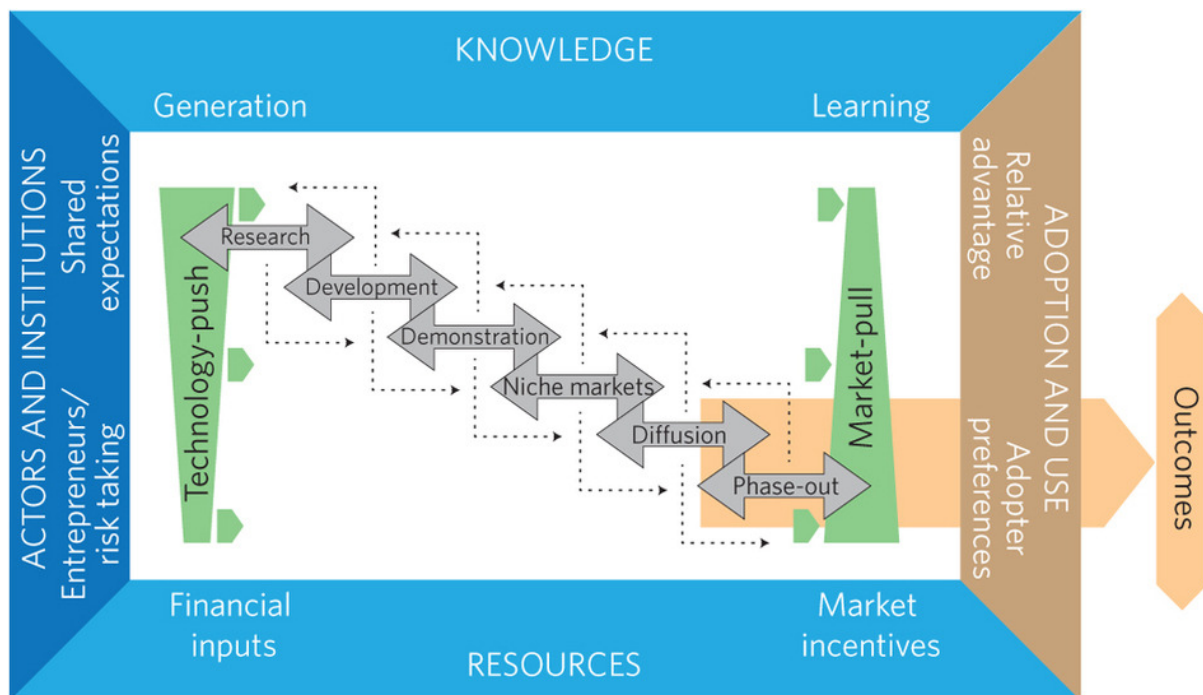 KNOWLEDGE
Generation
Learning
ACTORS AND INSTITUTIONS
Shared
expectations
Entrepreneurs/
risk taking
Technology-push
Research
Development
Demonstration
Niche markets
Diffusion
Phase-out
Market-pull
Relative
advantage
Adopter
preferences
ADOPTION AND USE
Outcomes
Financial
inputs
Market
incentives
RESOURCES